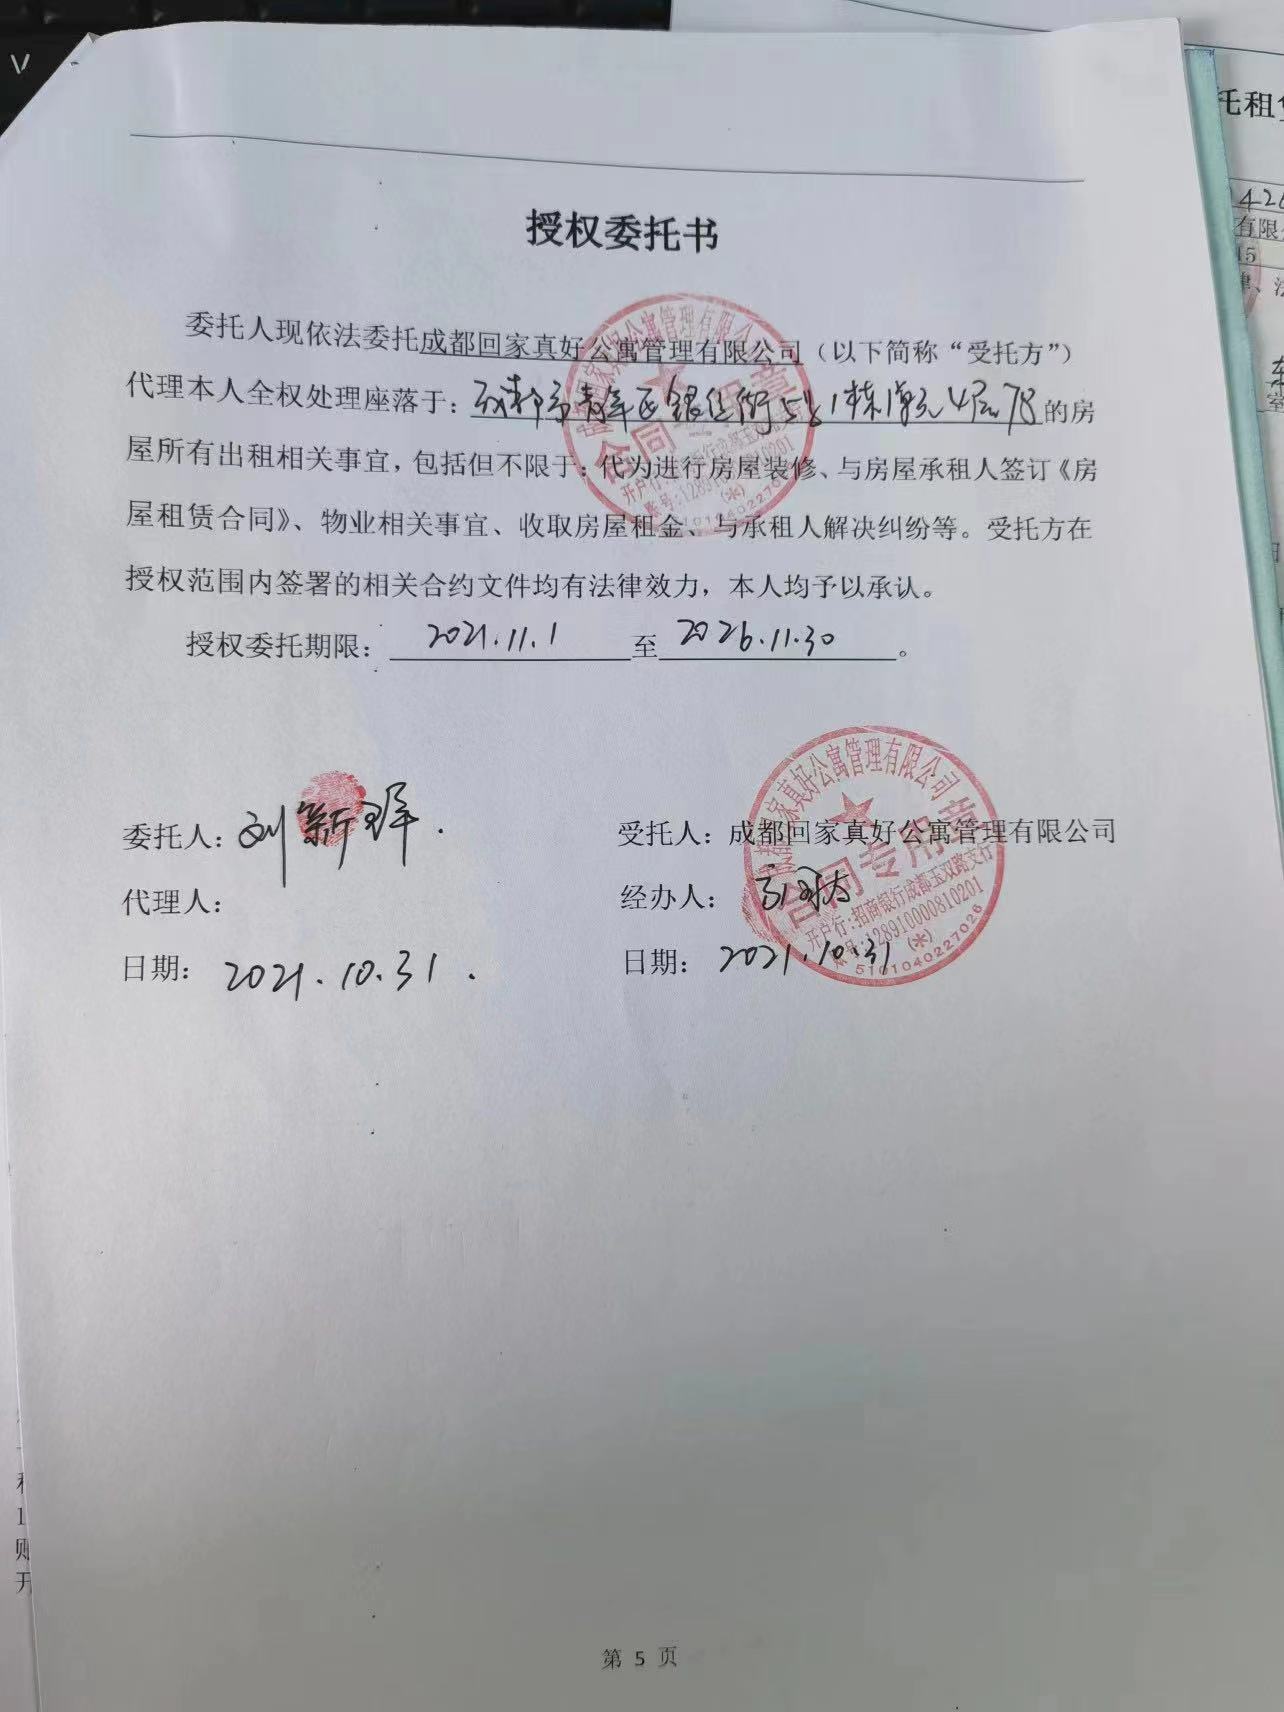 授权委托书
委托人现依法委托成都回家真好公寓管理有限公司（以下简称“受托方”）
代理本人全权处理座落于：成都市青羊区银丝街5号1栋1单元4层78的房
屋所有出租相关事宜，包括但不限于：代为进行房屋装修、与房屋承租人签订《房
屋租赁合同》、物业相关事宜、收取房屋租金、与承租人解决纠纷等。受托方在
授权范围内签署的相关合约文件均有法律效力，本人均予以承认。
授权委托期限：2021.11.1至2026.11.30。
委托人：刘新
受托人：成都回家真好公寓管理有限公司
代理人：
经办人：
日期：2021.10.31.
日期：2021.10.31
成都回家真好公寓管理有限公司
合同专用章
开户行:招商银行成都玉双路支行
账号:128910000810201
(*)
5101040227026
第 5 页
托租
426
有限
15
律、法